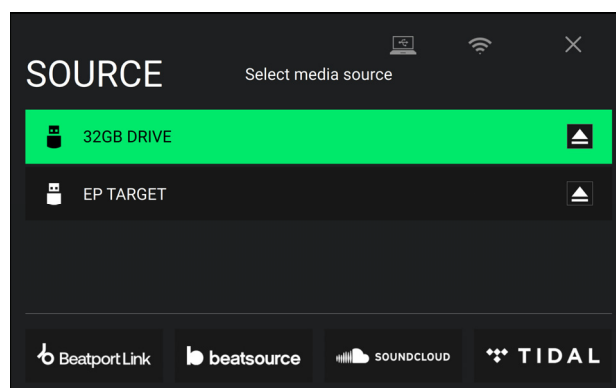 SOURCE
Select media source
32GB DRIVE
EP TARGET
Beatport Link
beatsource
SOUNDCLOUD
TIDAL